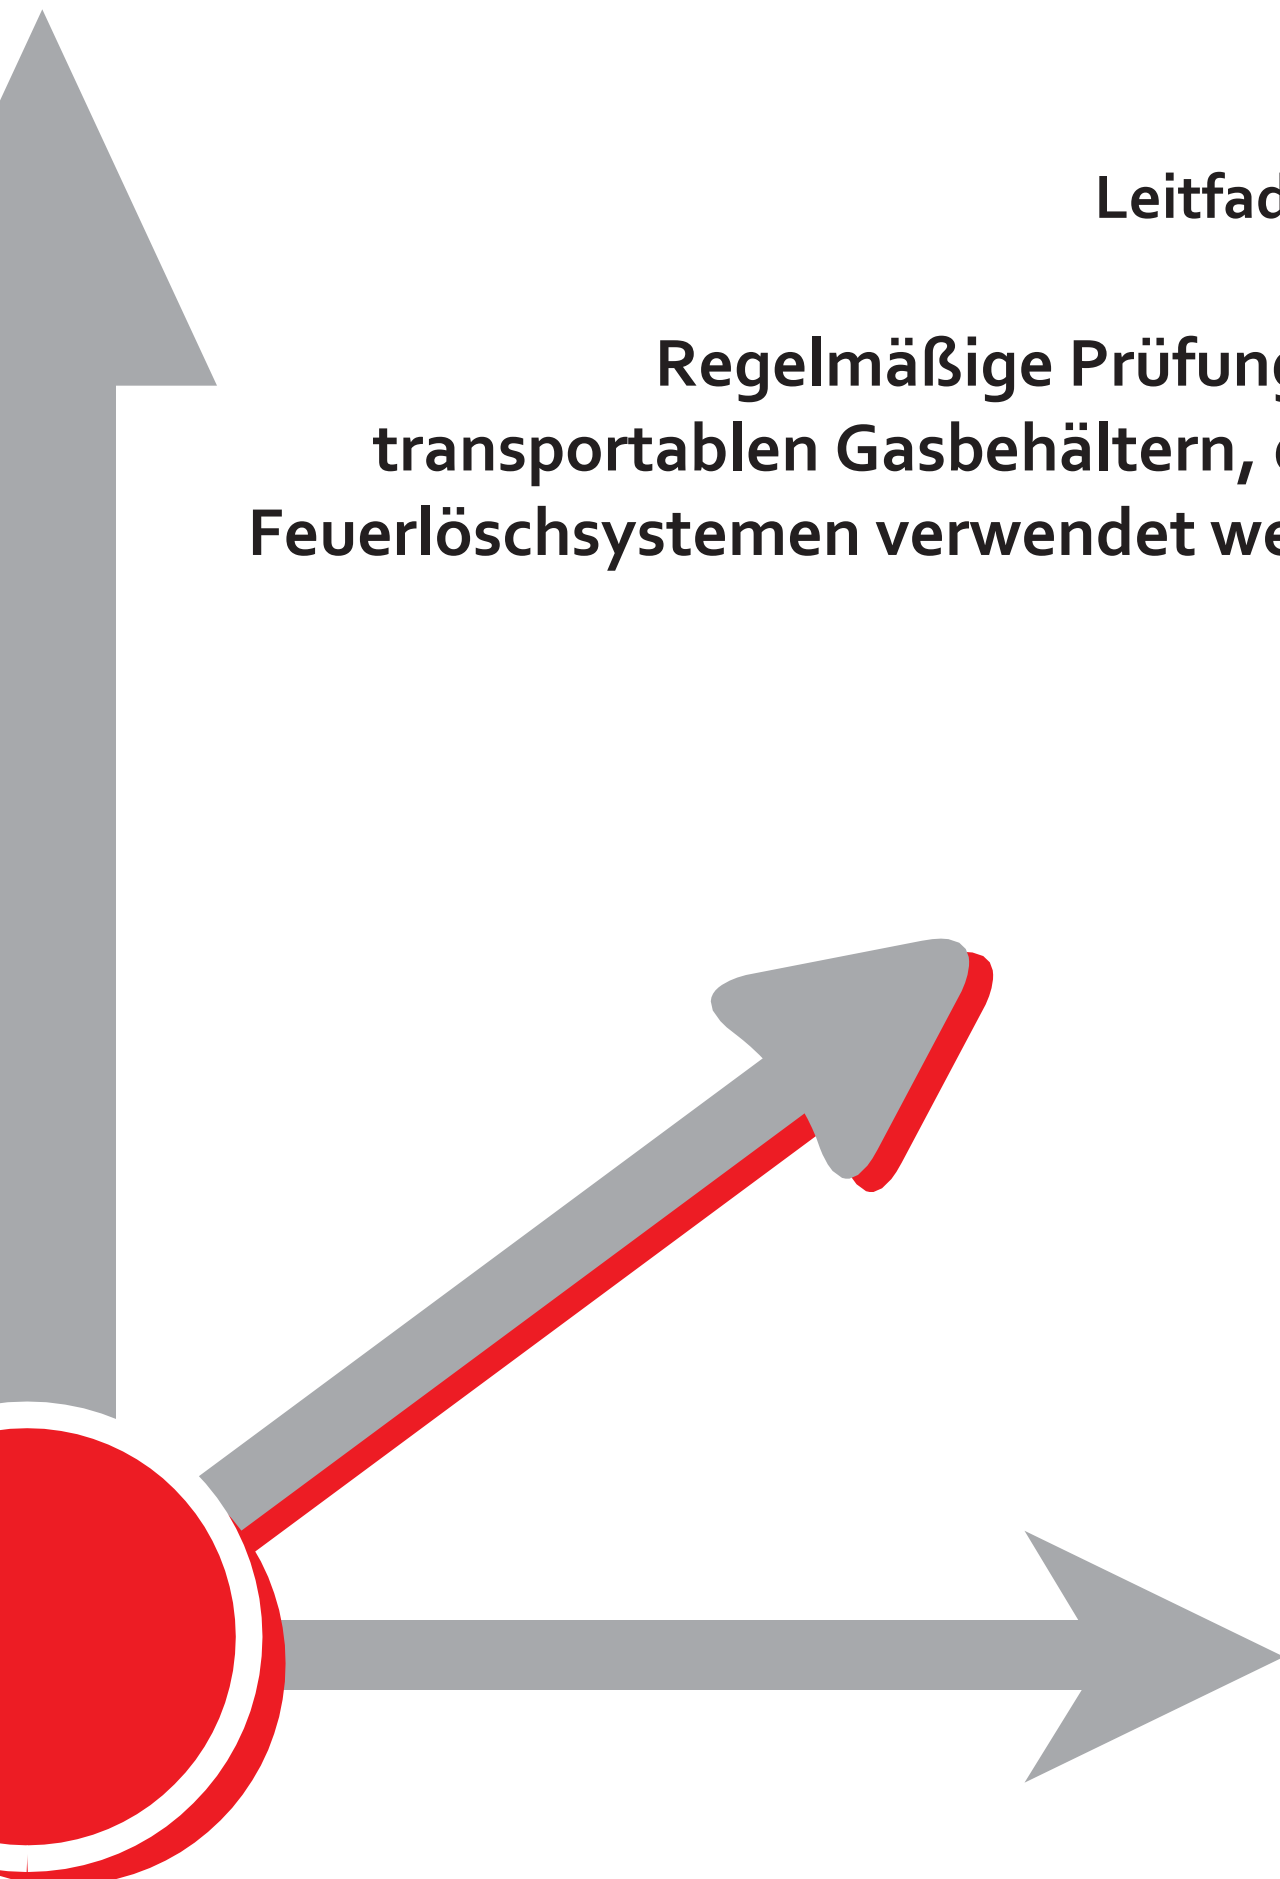 Leitfad
Regelmäßige Prüfung
transportablen Gasbehältern,
Feuerlöschsystemen verwendet we